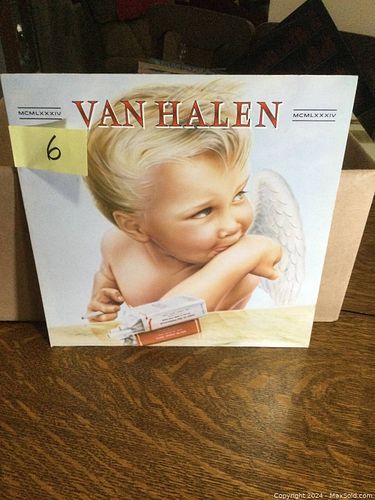 VAN HALEN
MCMLXXXIV
MCMLXXXIV
6
Copyright 2024 - MaxSold.com